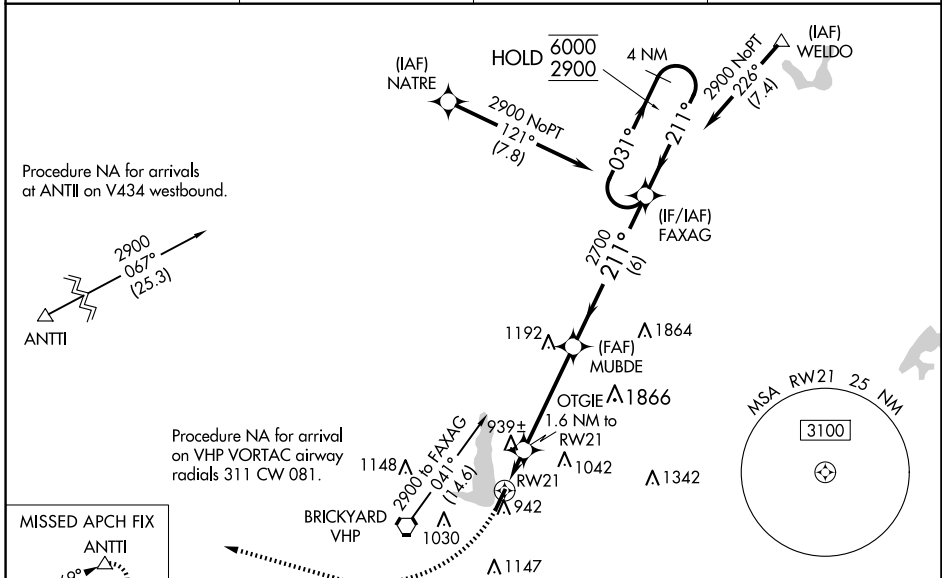 (IAF)
WELDO
HOLD 6000
2900
4 NM
2900 NoPT
226°
(7.4)
(IAF)
NATRE
2900 NoPT
121°
(7.8)
031°
211°
Procedure NA for arrivals
at ANTII on V434 westbound.
(IF/IAF)
FAXAG
2900
067°
(25.3)
ANTTI
2700
211°
(6)
1192
1864
(FAF)
MUBDE
OTGIE
1866
1.6 NM to
RW21
939±
MSA RW21 25 NM
3100
Procedure NA for arrival
on VHP VORTAC airway
radials 311 CW 081.
1148
2900 to FAXAG
041°
(14.6)
1042
1342
RW21
942
BRICKYARD
VHP
1030
1147
MISSED APCH FIX
ANTTI